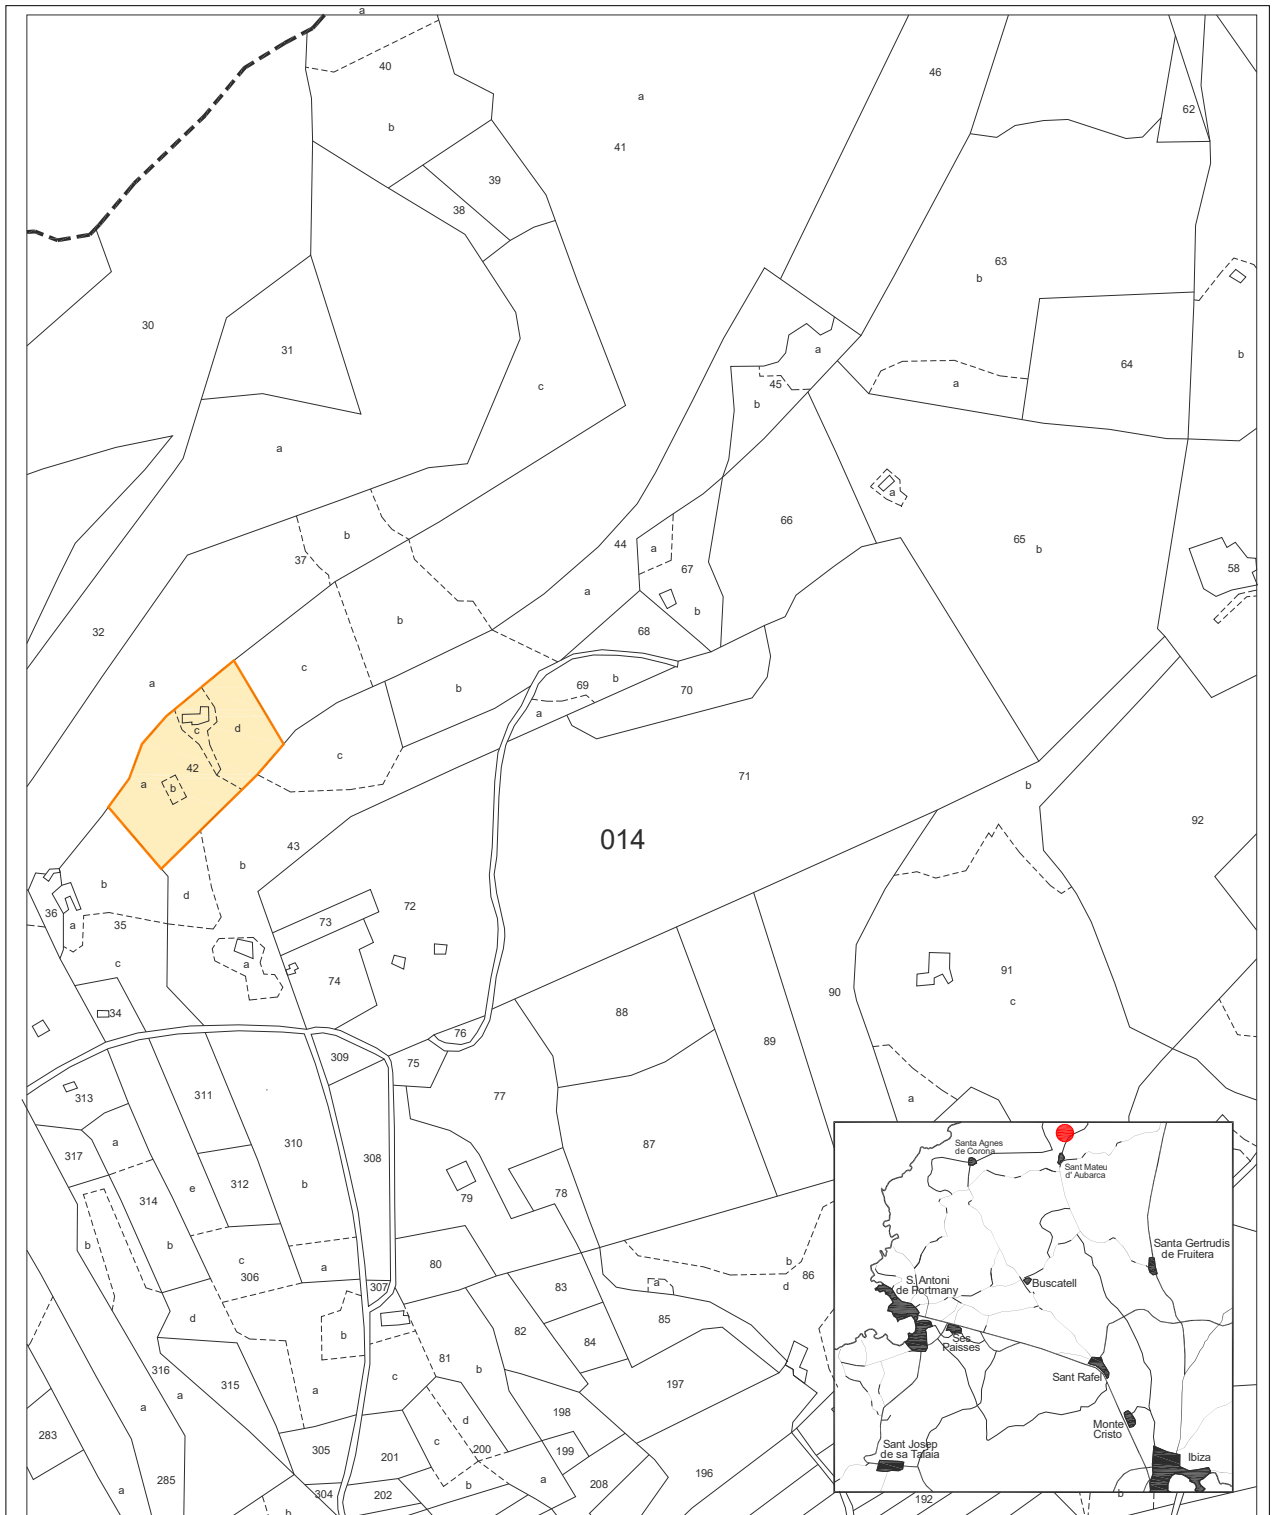 a
40
46
a
62
b
41
39
38
63
b
30
31
a
64
b
c
45
a
b
a
a
66
65
b
b
37
44
a
67
58
a
b
b
32
68
c
a
b
69
b
70
a
c
d
42
a
b
c
71
b
92
014
43
b
b
d
36
a
35
72
73
c
a
74
91
c
90
34
88
76
89
309
75
313
311
77
a
a
310
87
317
308
e
312
b
314
79
78
b
b
c
306
a
80
b
86
d
307
83
a
85
d
b
82
84
81
b
316
c
315
a
a
197
a
d
198
283
305
c
200
199
201
a
196
285
b
208
a
304
202
192
b
b
Santa Agnes
de Corona
Sant Mateu
d' Aubarca
Santa Gertrudis
de Fruitera
S. Antoni
de Portmany
Buscatell
Ses
Paisses
Sant Rafel
Monte
Cristo
Sant Josep
de sa Talaia
Ibiza